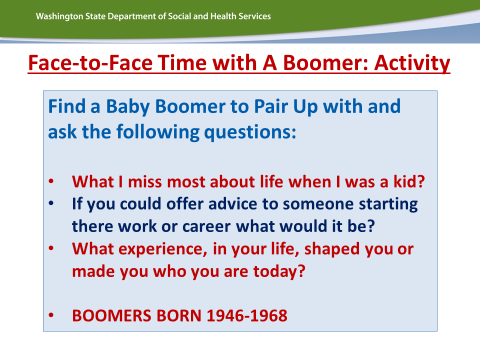 Washington State Department of Social and Health Services
Face-to-Face Time with A Boomer: Activity
Find a Baby Boomer to Pair Up with and
ask the following questions:
• What I miss most about life when I was a kid?
• If you could offer advice to someone starting
there work or career what would it be?
• What experience, in your life, shaped you or
made you who you are today?
• BOOMERS BORN 1946-1968